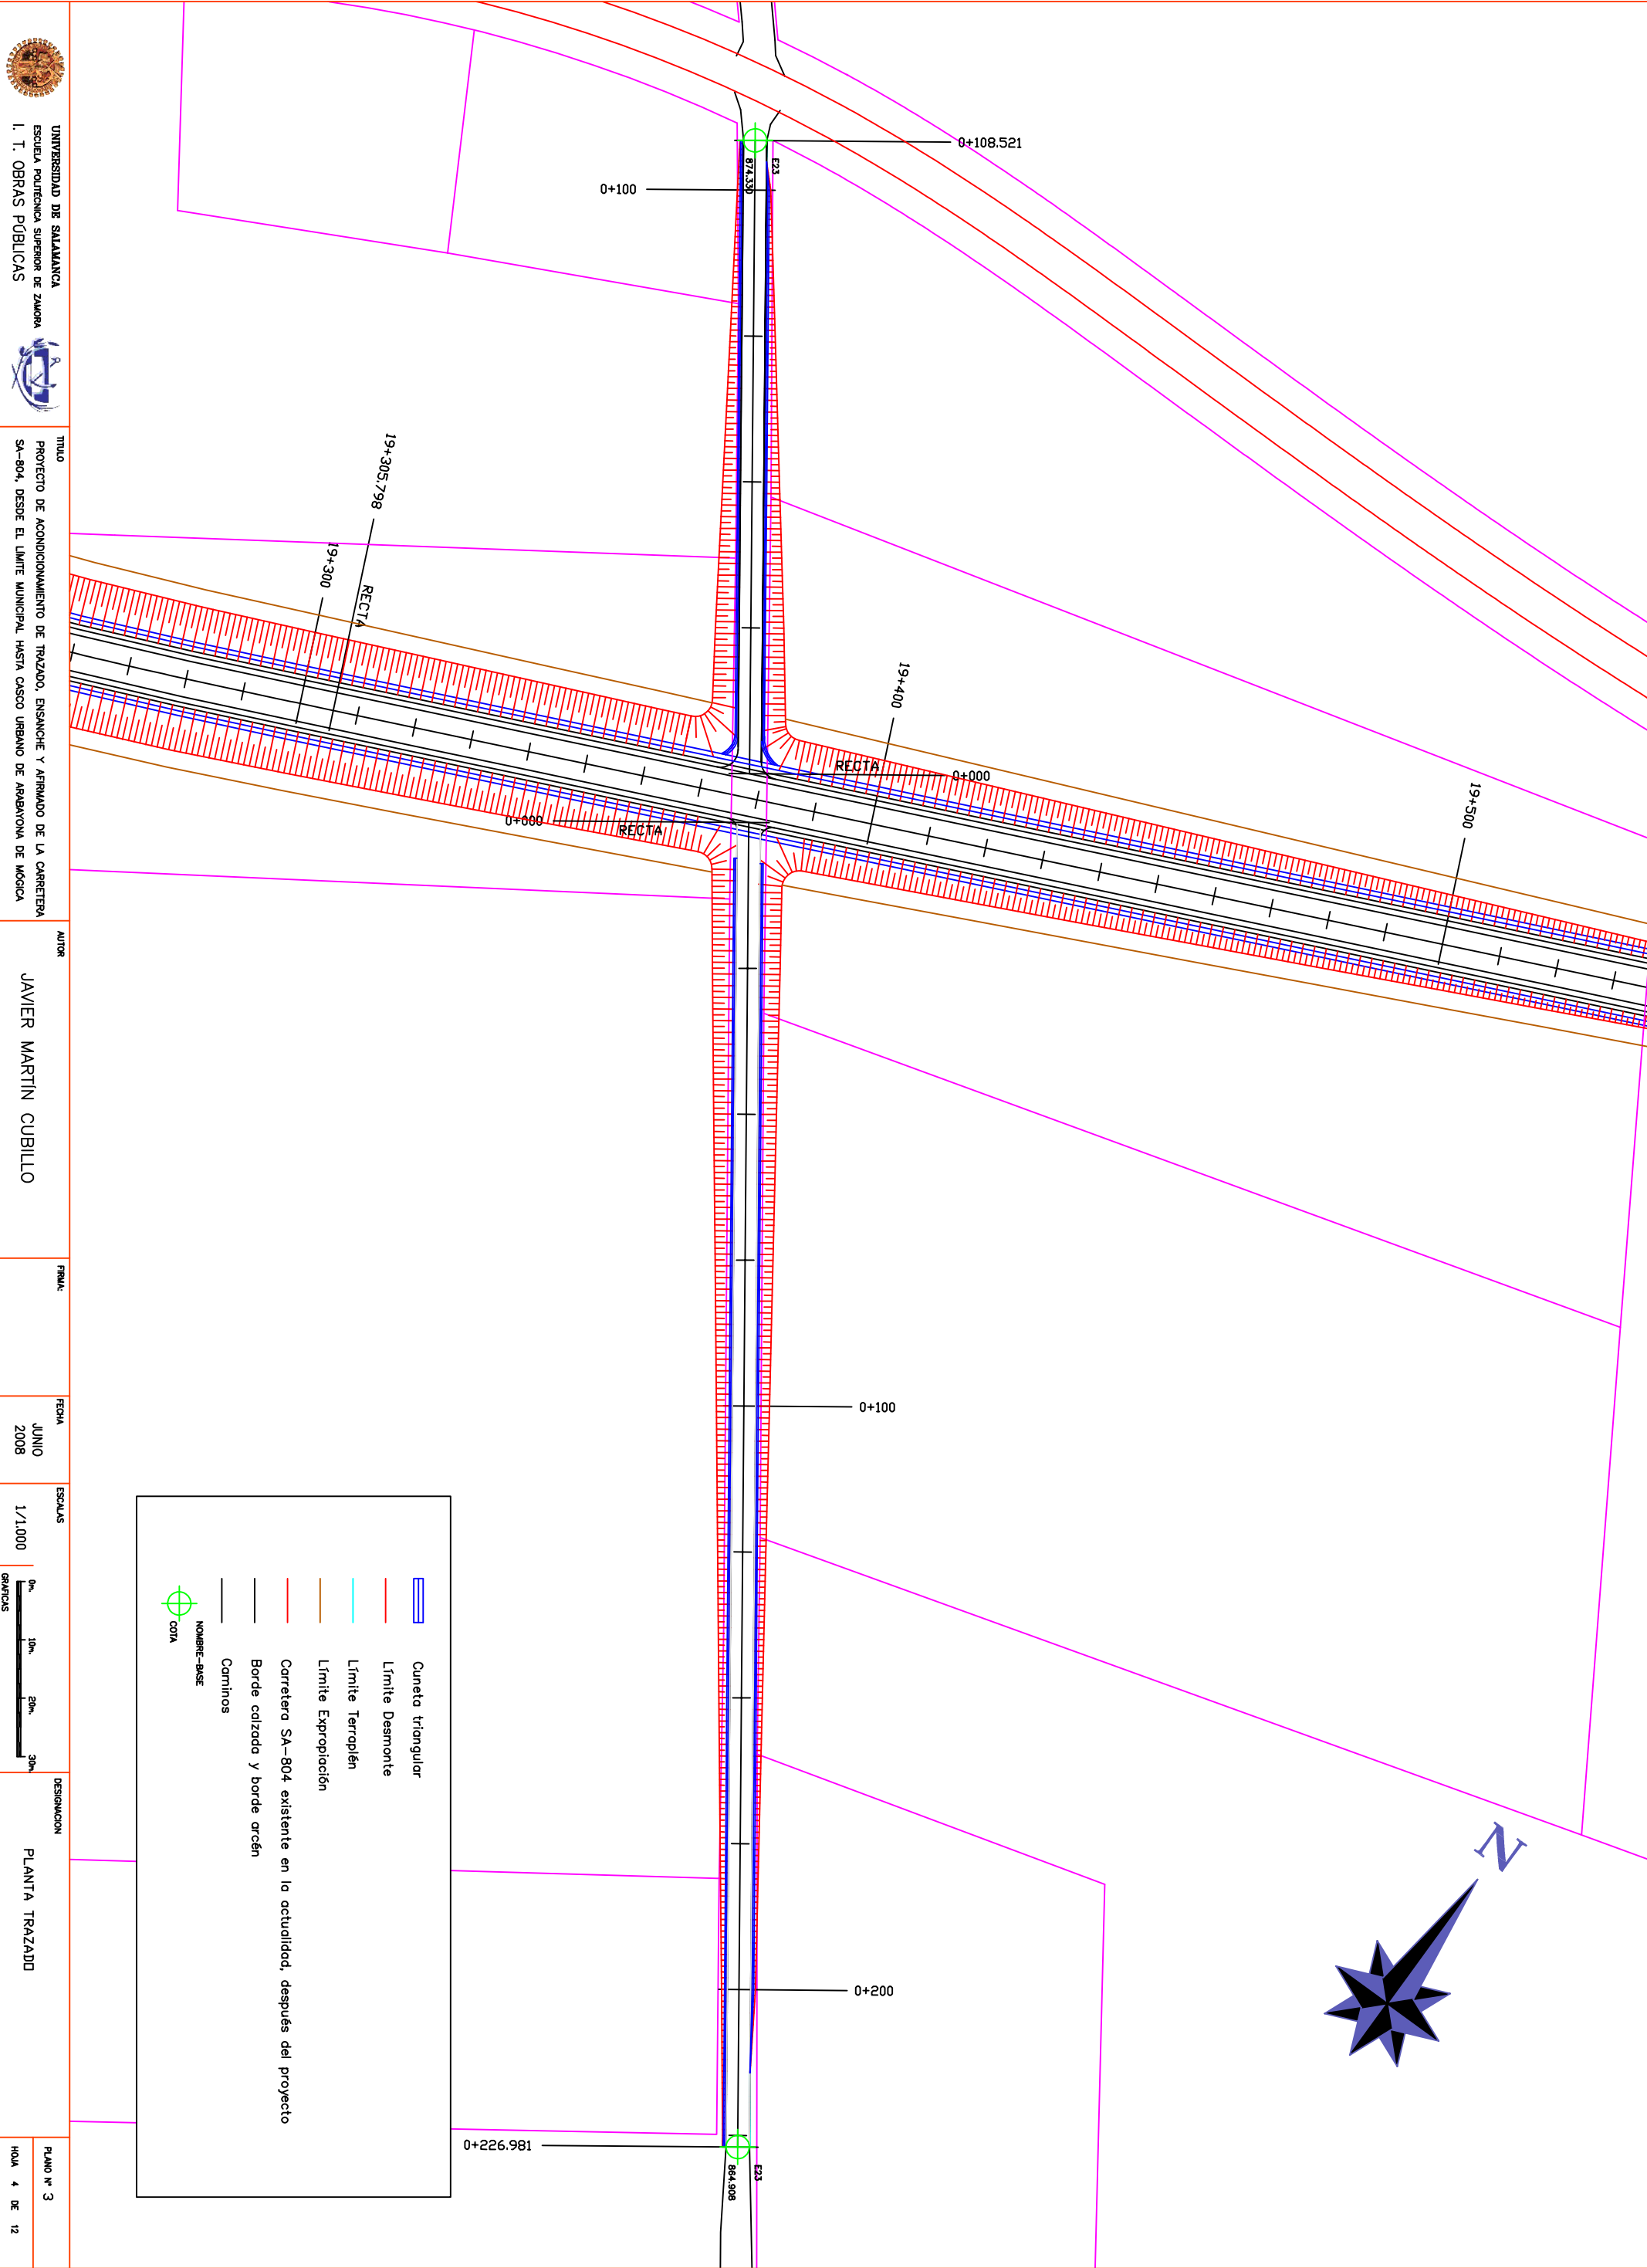 0+108.521
E23
874.330
0+100
19+305.798
RECTA
19+300
19+400
RECTA
0+000
0+000
RECTA
19+500
0+100
0+200
0+226.981
E23
864.908
N
Cuneta triangular
Límite Desmonte
Límite Terraplén
Límite Expropiación
Carretera SA-804 existente en la actualidad, después del proyecto
Borde calzada y borde arcén
Caminos
NOMBRE-BASE
COTA
UNIVERSIDAD DE SALAMANCA
ESCUELA POLITÉCNICA SUPERIOR DE ZAMORA
I. T. OBRAS PÚBLICAS
TITULO
PROYECTO DE ACONDICIONAMIENTO DE TRAZADO, ENSANCHE Y AFIRMADO DE LA CARRETERA
SA-804, DESDE EL LIMITE MUNICIPAL HASTA CASCO URBANO DE ARABAYONA DE MÓGICA
AUTOR
JAVIER MARTÍN CUBILLO
FIRMA:
FECHA
JUNIO
2008
ESCALAS
1/1.000
0m. 10m. 20m. 30m.
GRAFICAS
DESIGNACION
PLANTA TRAZADO
PLANO Nº 3
HOJA 4 DE 12